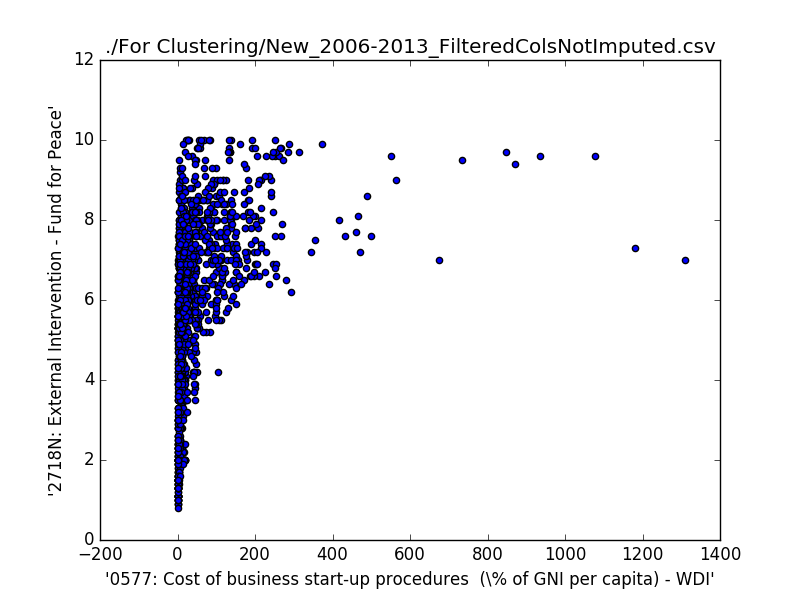 ./For Clustering/New_2006-2013_FilteredColsNotImputed.csv
12
10
8
6
4
2
0
'2718N: External Intervention - Fund for Peace'
−200 0 200 400 600 800 1000 1200 1400
'0577: Cost of business start-up procedures  (\% of GNI per capita) - WDI'